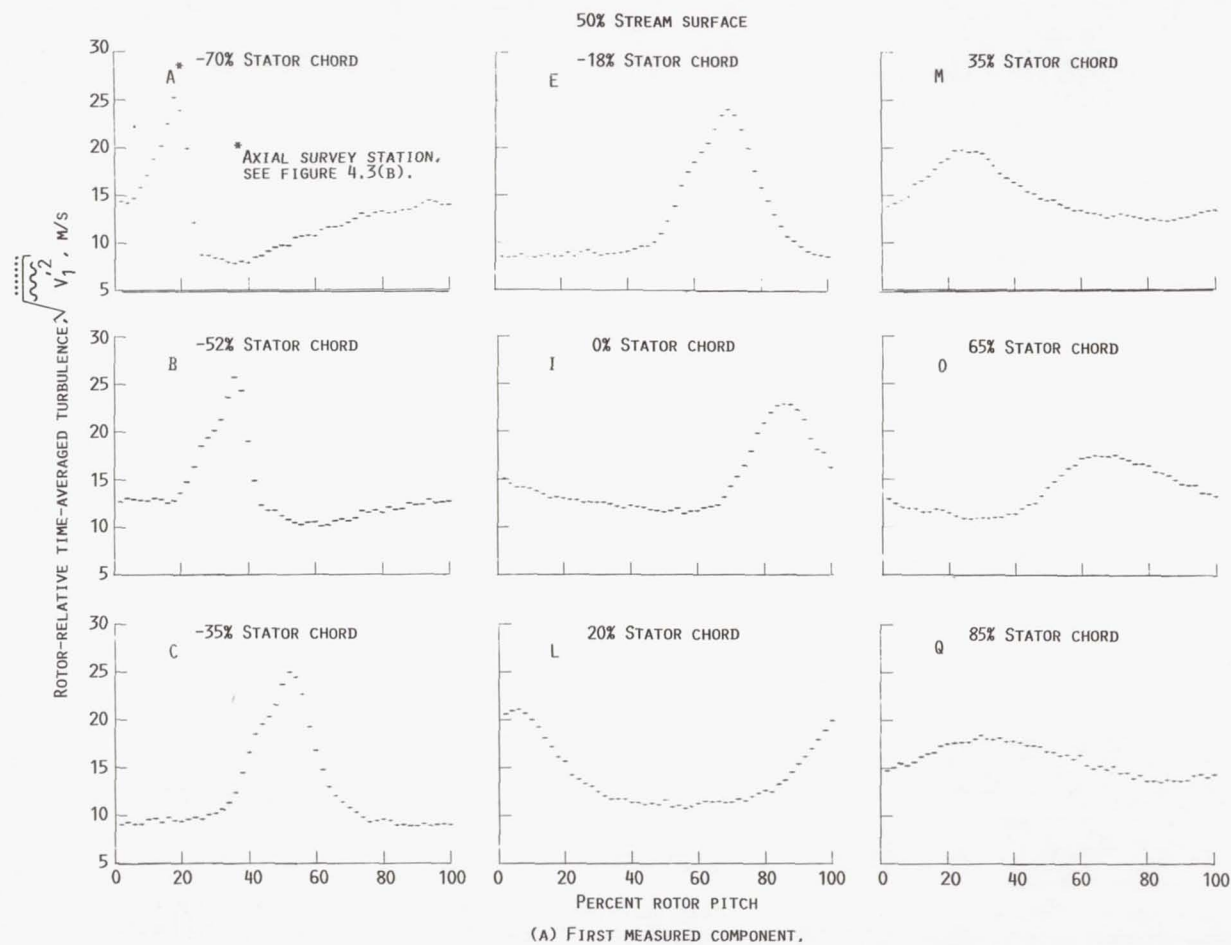 50% STREAM SURFACE
-70% STATOR CHORD
A*
* AXIAL SURVEY STATION,
SEE FIGURE 4.3(B).
30
25
20
15
10
5
-18% STATOR CHORD
E
35% STATOR CHORD
M
ROTOR-RELATIVE TIME-AVERAGED TURBULENCE, √V₁'², M/S
-52% STATOR CHORD
B
30
25
20
15
10
5
0% STATOR CHORD
I
65% STATOR CHORD
O
-35% STATOR CHORD
C
30
25
20
15
10
5
0 20 40 60 80 100
20% STATOR CHORD
L
0 20 40 60 80 100
85% STATOR CHORD
Q
0 20 40 60 80 100
PERCENT ROTOR PITCH
(A) FIRST MEASURED COMPONENT.